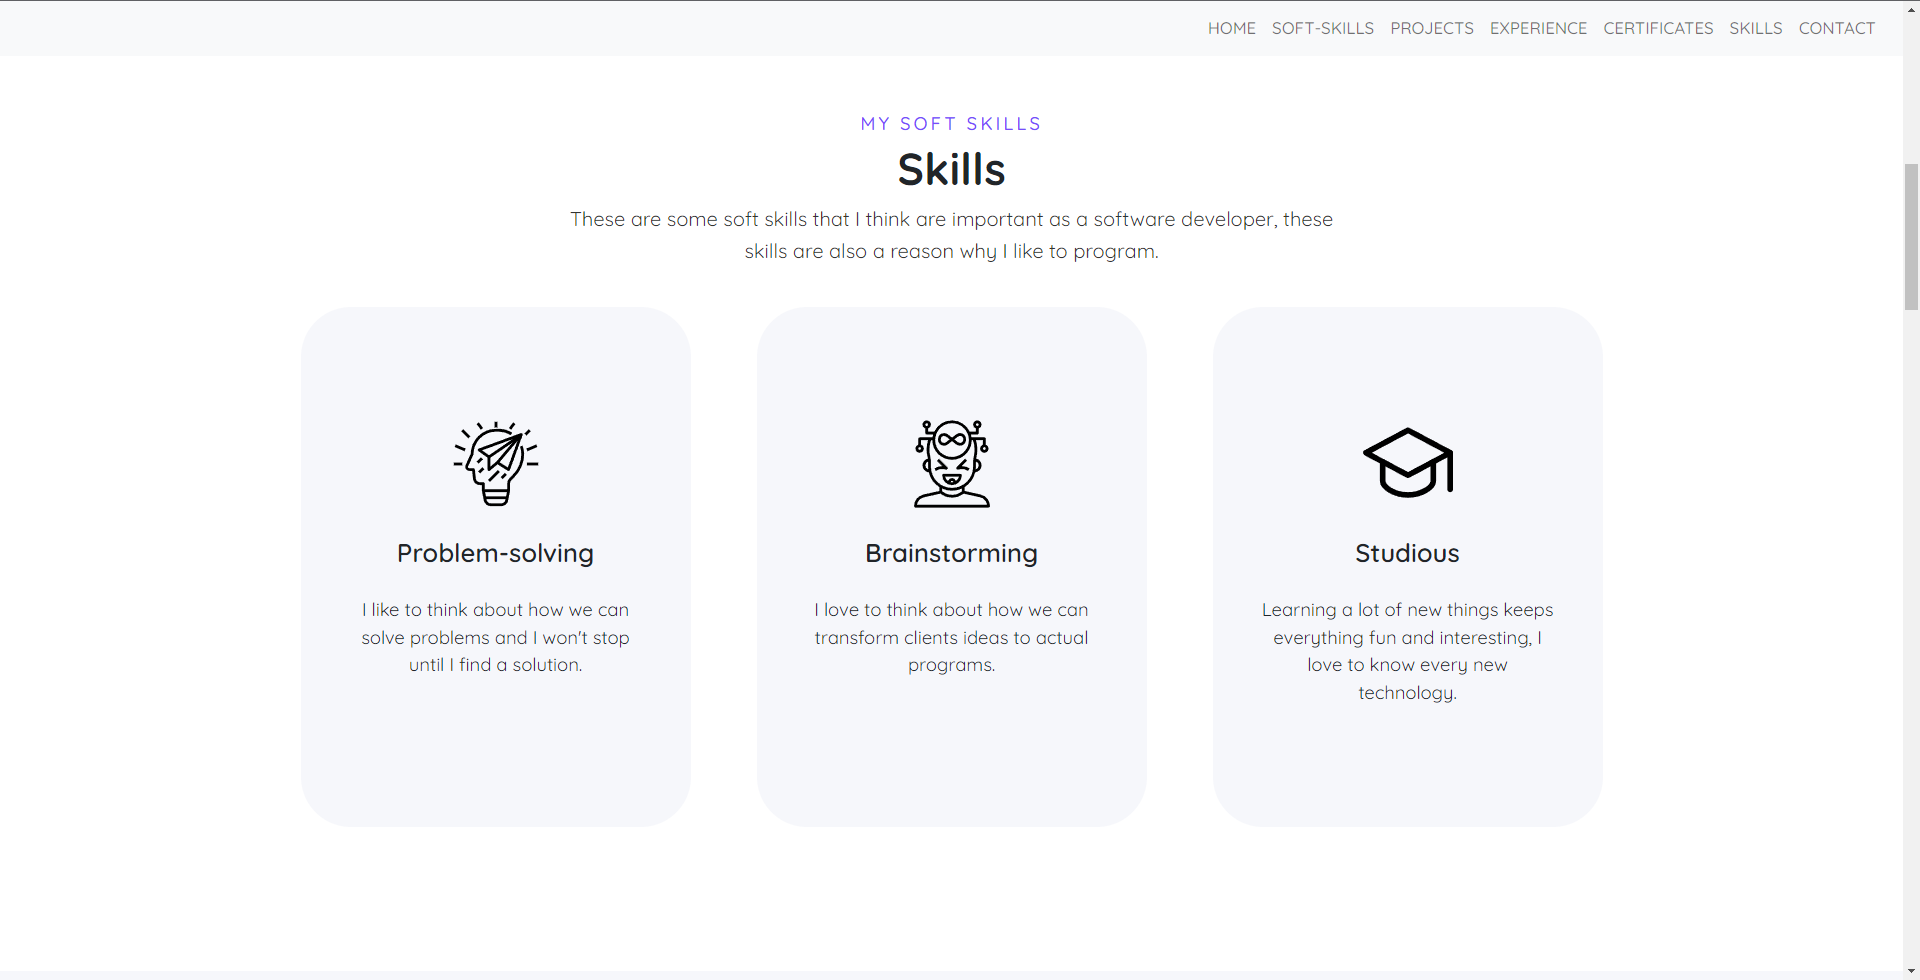 HOME SOFT-SKILLS PROJECTS EXPERIENCE CERTIFICATES SKILLS CONTACT
MY SOFT SKILLS
Skills
These are some soft skills that I think are important as a software developer, these
skills are also a reason why I like to program.
Problem-solving
I like to think about how we can
solve problems and I won't stop
until I find a solution.
Brainstorming
I love to think about how we can
transform clients ideas to actual
programs.
Studious
Learning a lot of new things keeps
everything fun and interesting, I
love to know every new
technology.